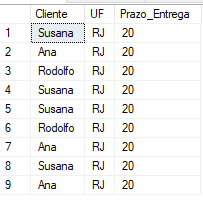 Cliente UF Prazo_Entrega
1 Susana RJ 20
2 Ana RJ 20
3 Rodolfo RJ 20
4 Susana RJ 20
5 Susana RJ 20
6 Rodolfo RJ 20
7 Ana RJ 20
8 Susana RJ 20
9 Ana RJ 20